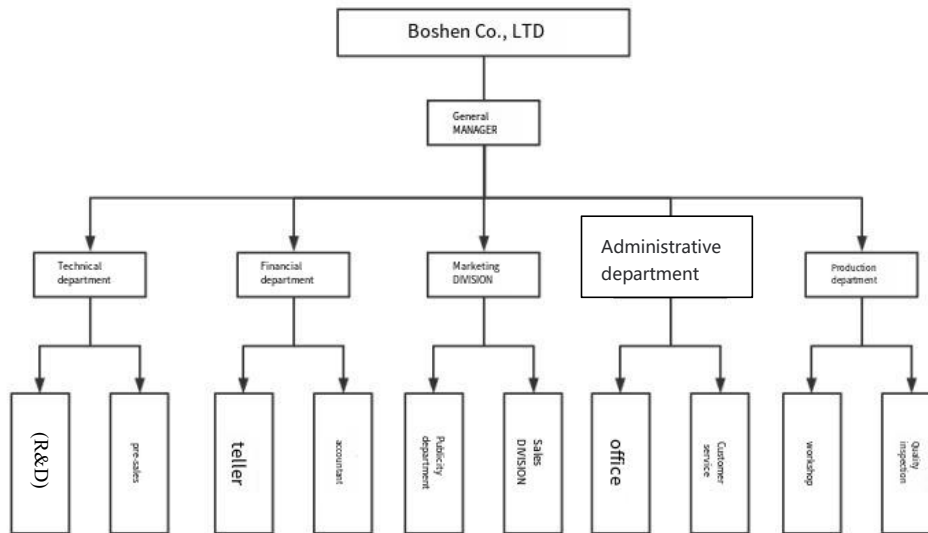 Boshen Co., LTD
General
MANAGER
Technical
department
Financial
department
Marketing
DIVISION
Administrative
department
Production
department
(R&D)
pre-sales
teller
accountant
Publicity
department
Sales
DIVISION
office
Customer
service
workshop
Quality
inspection